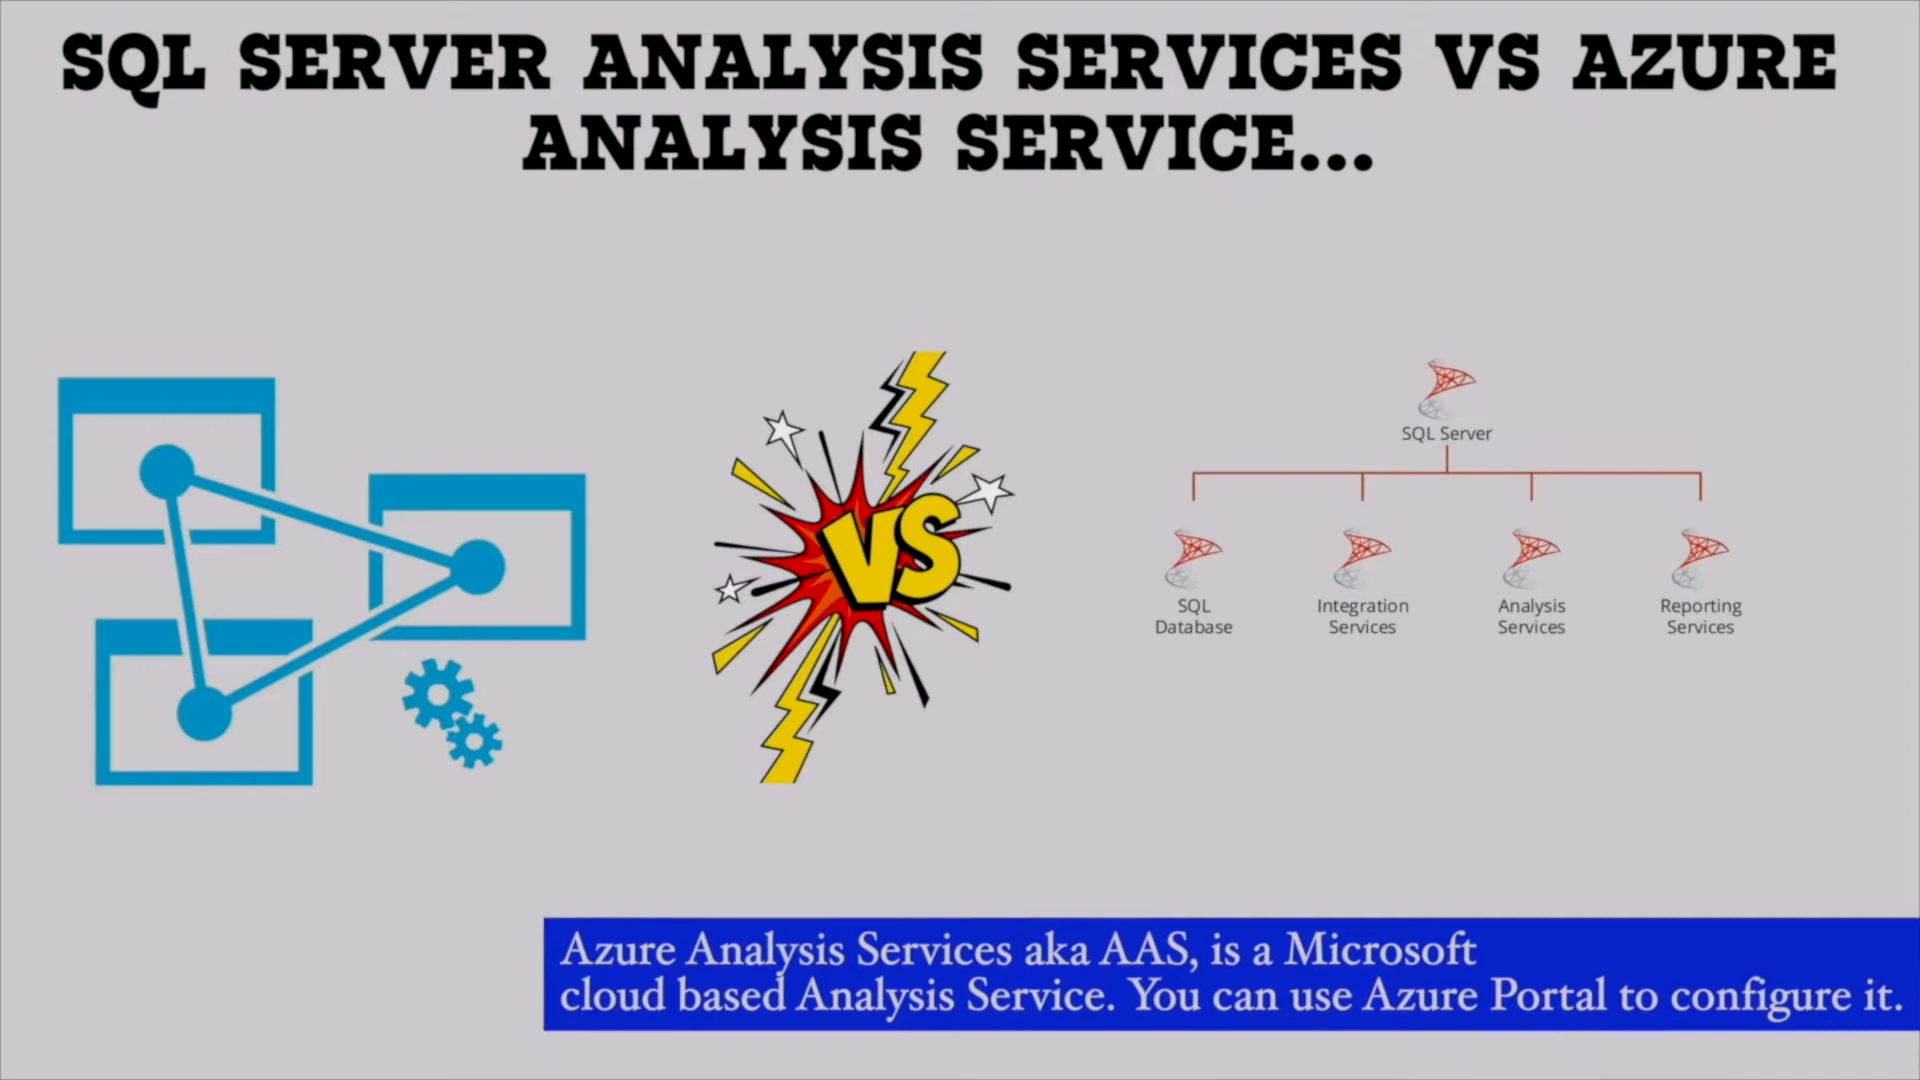 SQL SERVER ANALYSIS SERVICES VS AZURE
ANALYSIS SERVICE...
VS
SQL Server
SQL
Database
Integration
Services
Analysis
Services
Reporting
Services
Azure Analysis Services aka AAS, is a Microsoft
cloud based Analysis Service. You can use Azure Portal to configure it.